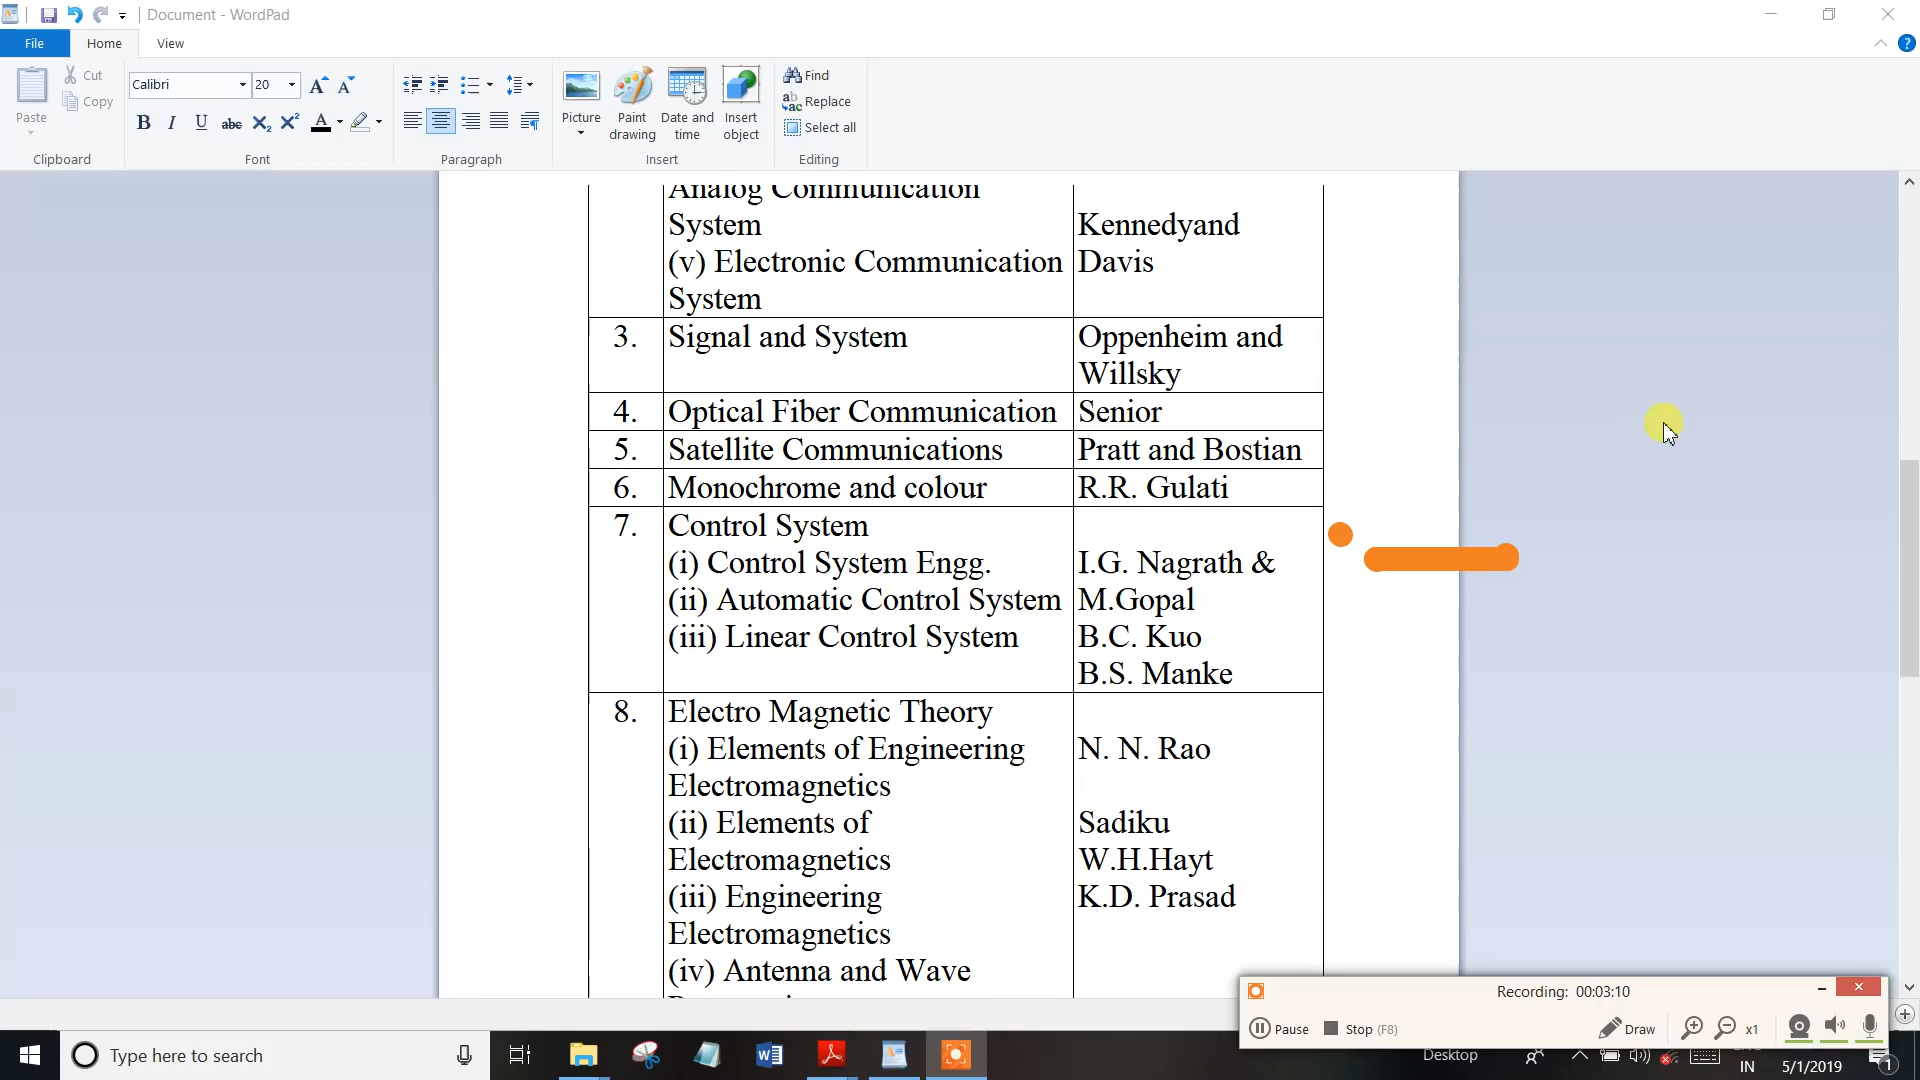 Document - WordPad
File Home View
Paste
Cut
Copy
Clipboard
Calibri 20
B I U abc X2 X2 A
Font
Paragraph
Picture
Paint drawing
Date and time
Insert object
Insert
Find
Replace
Select all
Editing
Analog Communication
System Kennedyand
(v) Electronic Communication Davis
System
3. Signal and System Oppenheim and
Willsky
4. Optical Fiber Communication Senior
5. Satellite Communications Pratt and Bostian
6. Monochrome and colour R.R. Gulati
7. Control System
(i) Control System Engg. I.G. Nagrath &
(ii) Automatic Control System M.Gopal
(iii) Linear Control System B.C. Kuo
B.S. Manke
8. Electro Magnetic Theory
(i) Elements of Engineering N. N. Rao
Electromagnetics
(ii) Elements of Sadiku
Electromagnetics W.H.Hayt
(iii) Engineering K.D. Prasad
Electromagnetics
(iv) Antenna and Wave
Recording: 00:03:10
Pause Stop (F8) Draw x1
Type here to search
Desktop
IN 5/1/2019 1